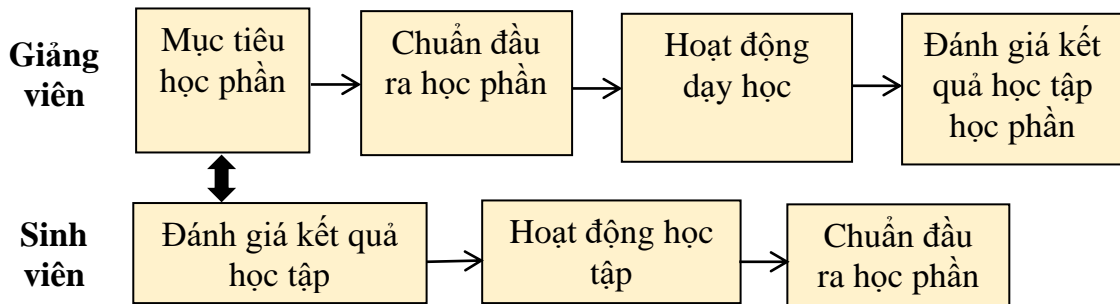 Giảng
viên
Mục tiêu
học phần
Chuẩn đầu
ra học phần
Hoạt động
dạy học
Đánh giá kết
quả học tập
học phần
Sinh
viên
Đánh giá kết quả
học tập
Hoạt động học
tập
Chuẩn đầu
ra học phần